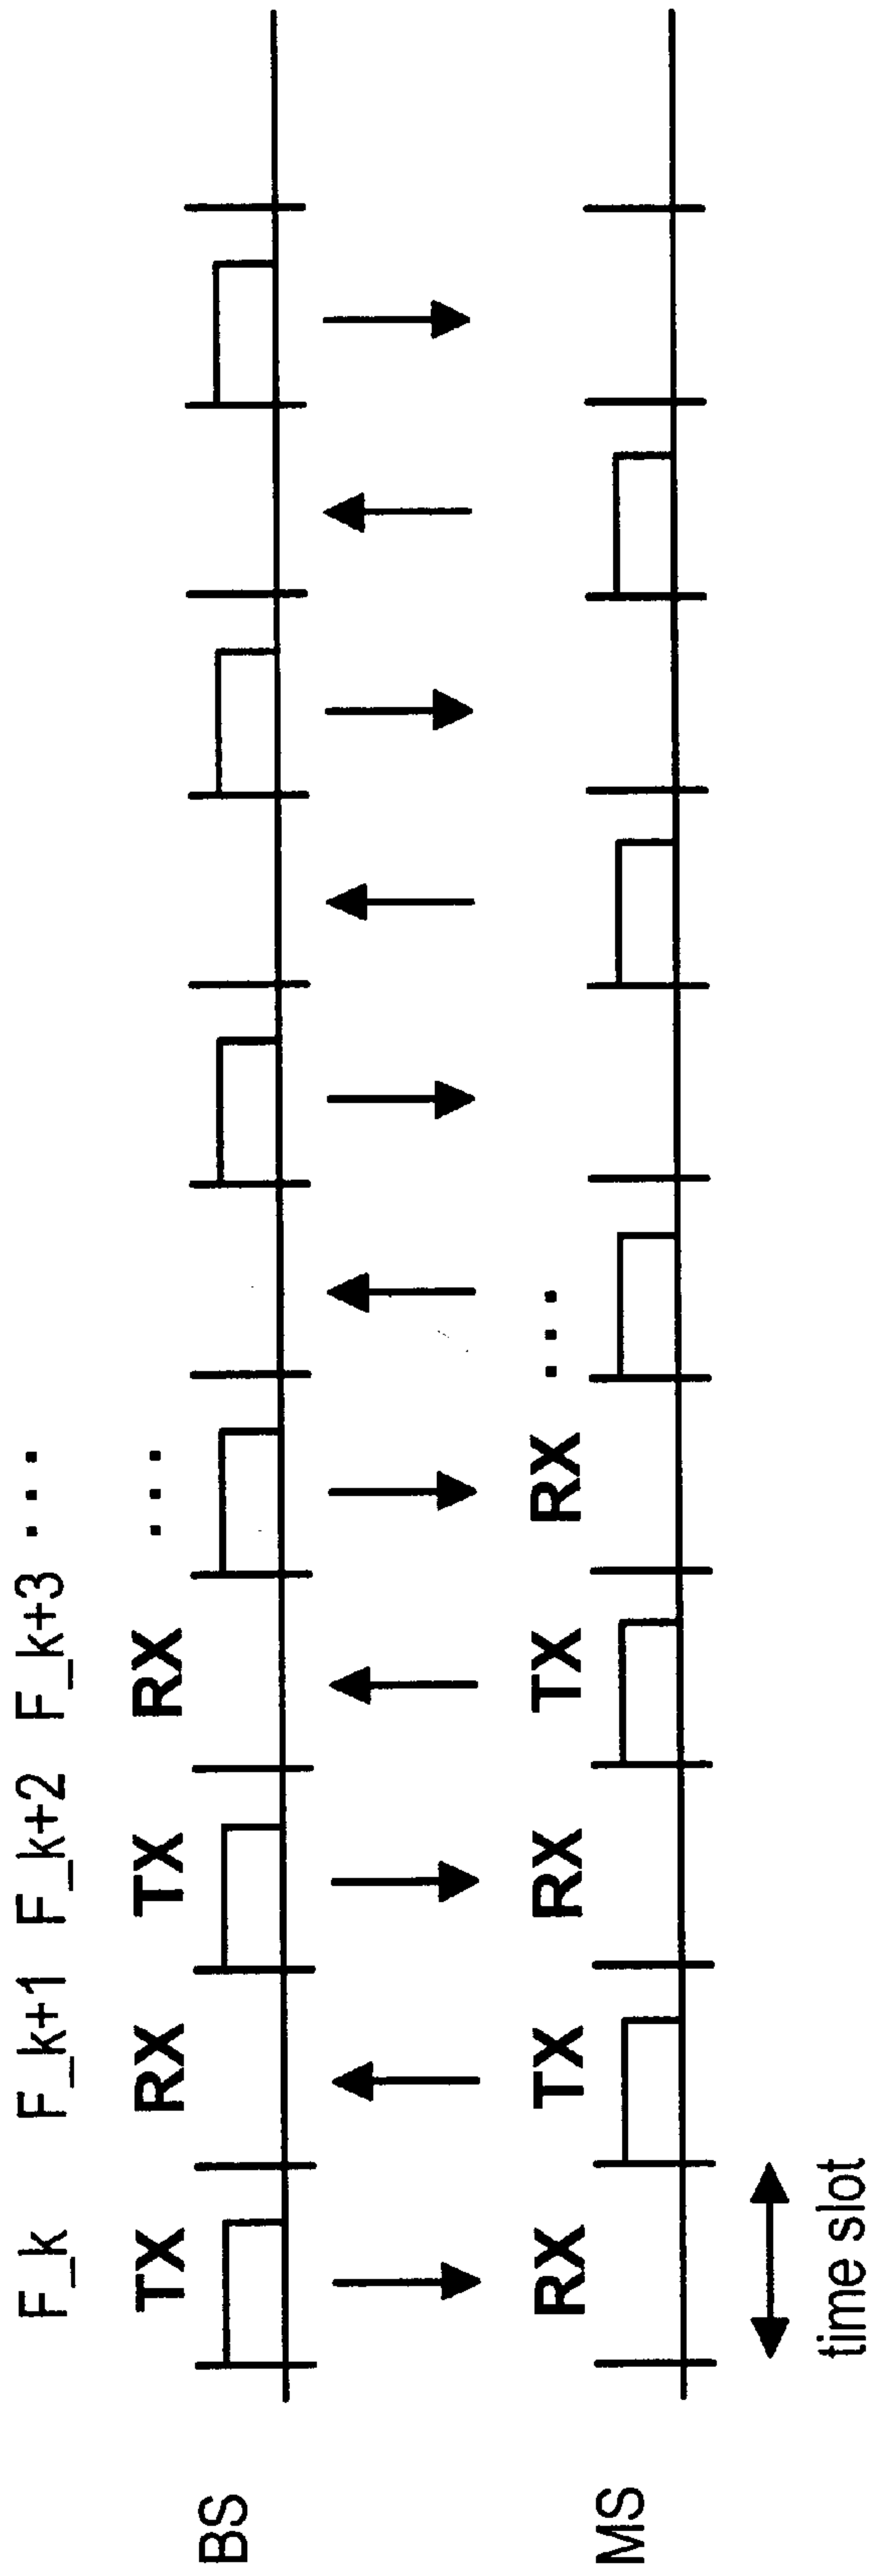 F_k F_k+1 F_k+2 F_k+3 ...
TX RX TX RX ...
BS
RX TX RX TX RX ...
MS
time slot